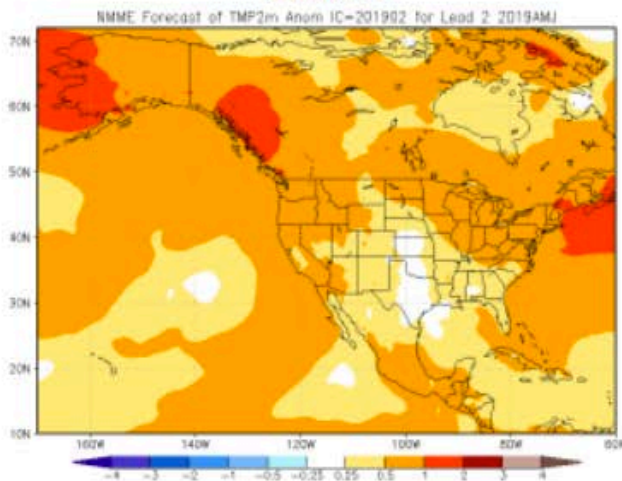 NMME Forecast of TMP2m Anom IC=201902 for Lead 2 2019AMJ
70N
60N
50N
40N
30N
20N
10N
160W 140W 120W 100W 80W 60W
-4 -3 -2 -1 -0.5 -0.25 0.25 0.5 1 2 3 4